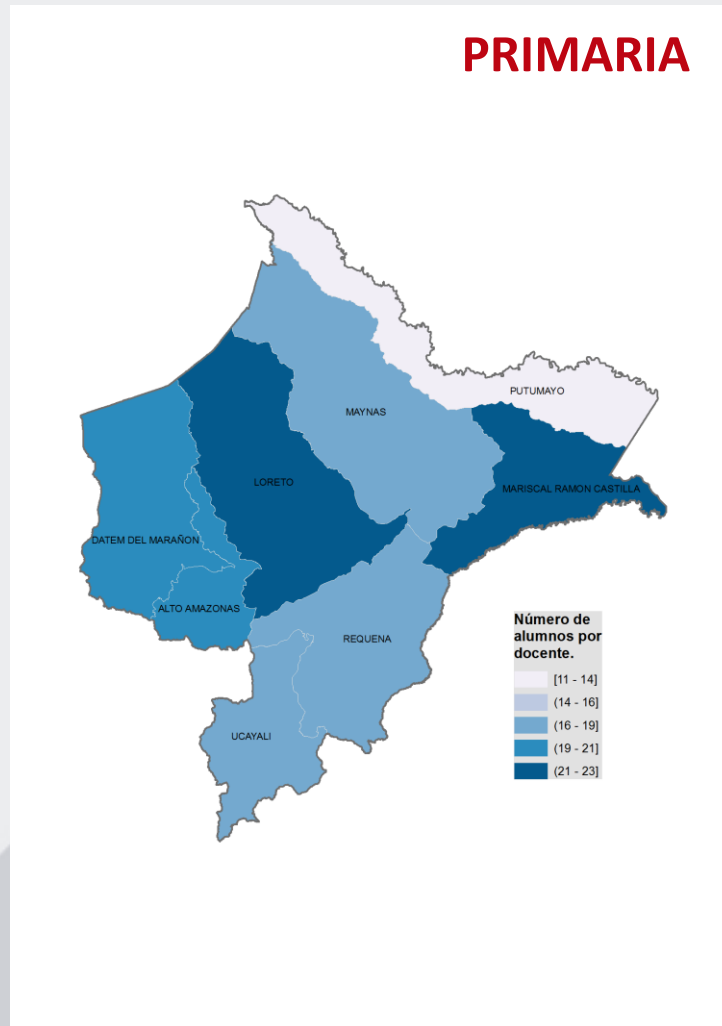 PRIMARIA
PUTUMAYO
MAYNAS
LORETO
MARISCAL RAMON CASTILLA
DATEM DEL MARAÑON
ALTO AMAZONAS
REQUENA
UCAYALI
Número de
alumnos por
docente.
[11 - 14]
(14 - 16]
(16 - 19]
(19 - 21]
(21 - 23]